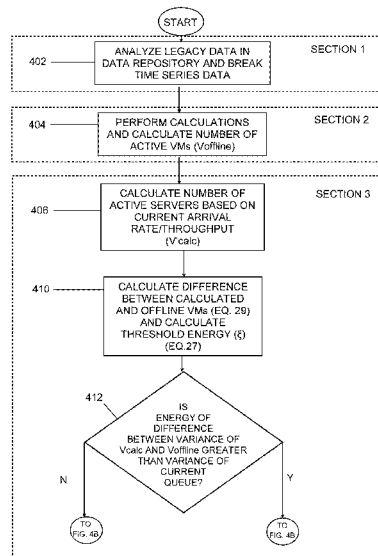 START
SECTION 1
402
ANALYZE LEGACY DATA IN
DATA REPOSITORY AND BREAK
TIME SERIES DATA
SECTION 2
404
PERFORM CALCULATIONS
AND CALCULATE NUMBER OF
ACTIVE VMs (Voffline)
SECTION 3
406
CALCULATE NUMBER OF
ACTIVE SERVERS BASED ON
CURRENT ARRIVAL
RATE/THROUGHPUT
(V'calc)
410
CALCULATE DIFFERENCE
BETWEEN CALCULATED
AND OFFLINE VMs (EQ. 29)
AND CALCULATE
THRESHOLD ENERGY (ξ)
(EQ.27)
412
IS
ENERGY OF
DIFFERENCE
BETWEEN VARIANCE OF
Vcalc AND Voffline GREATER
THAN VARIANCE OF
CURRENT
QUEUE?
N
Y
TO
FIG. 4B
TO
FIG. 4B